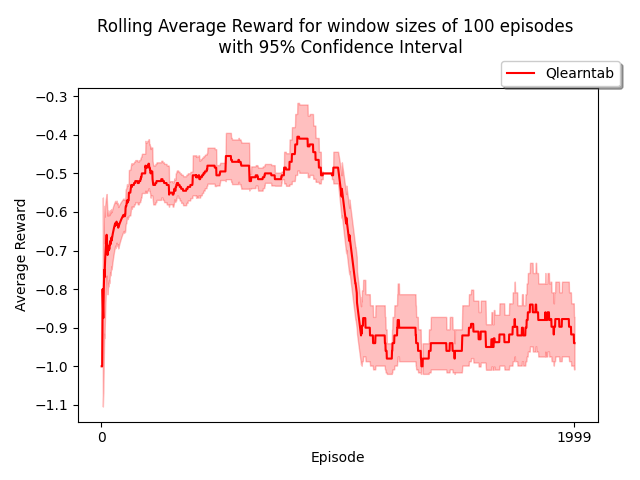 Rolling Average Reward for window sizes of 100 episodes
with 95% Confidence Interval
Qlearntab
−0.3
−0.4
−0.5
−0.6
−0.7
−0.8
−0.9
−1.0
−1.1
Average Reward
0
1999
Episode